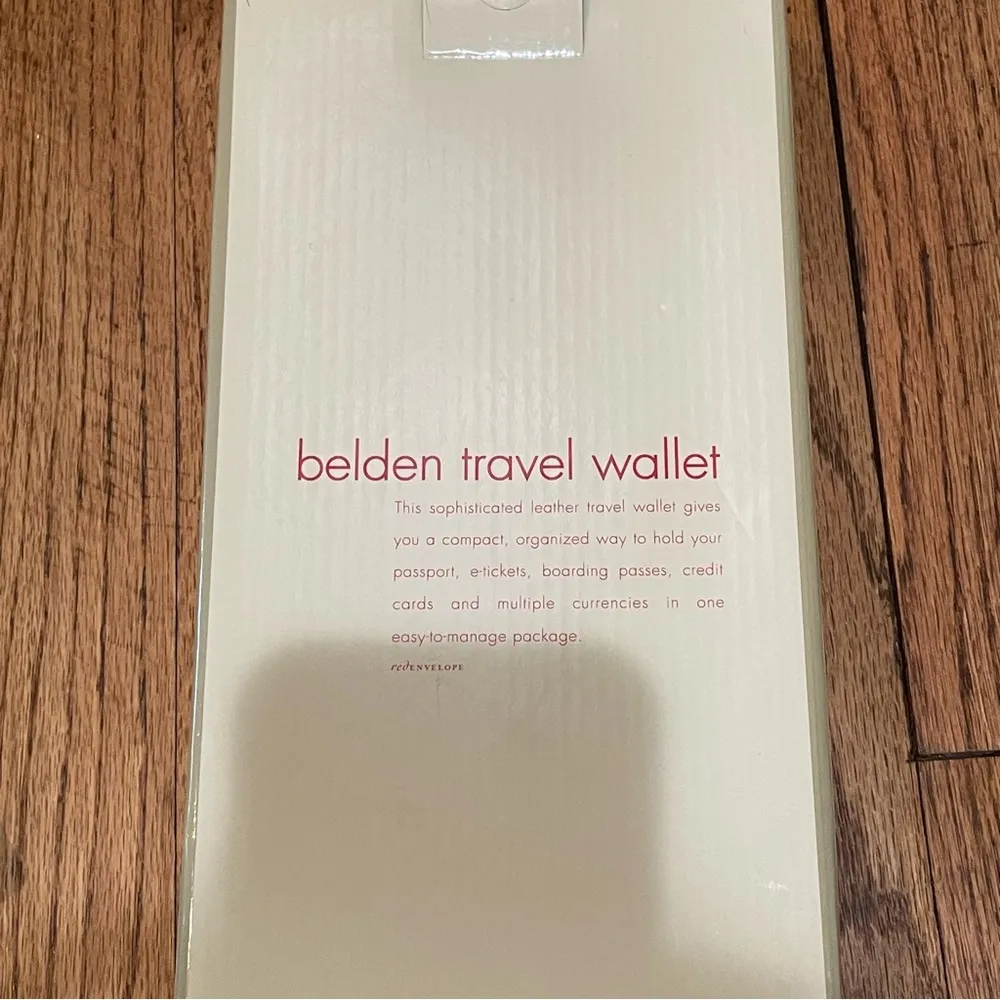 belden travel wallet
This sophisticated leather travel wallet gives
you a compact, organized way to hold your
passport, e-tickets, boarding passes, credit
cards and multiple currencies in one
easy-to-manage package.
redENVELOPE